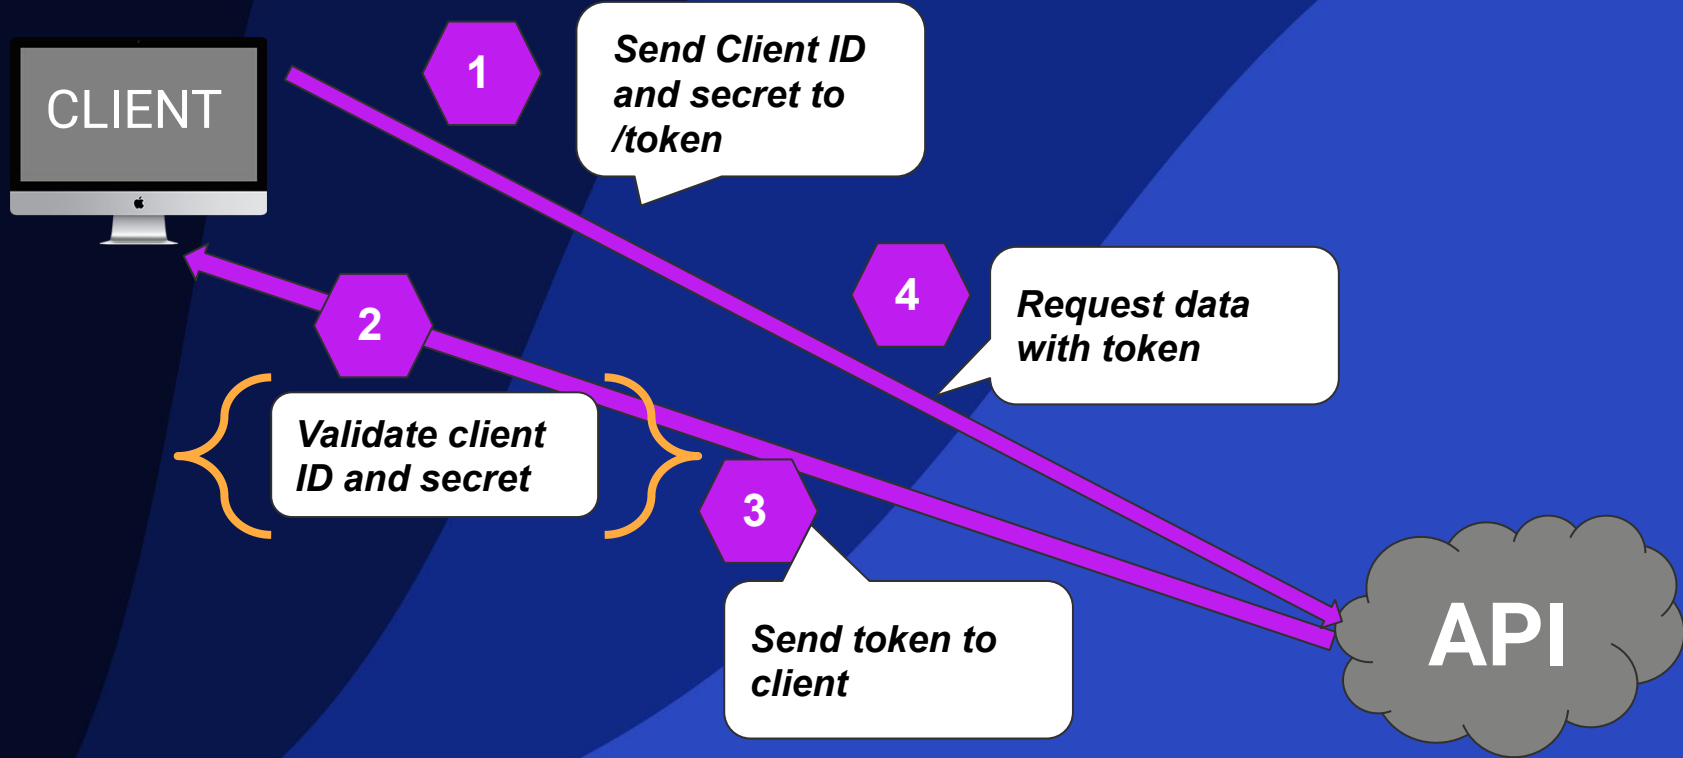 CLIENT
1
Send Client ID
and secret to
/token
2
Validate client
ID and secret
3
Send token to
client
4
Request data
with token
API